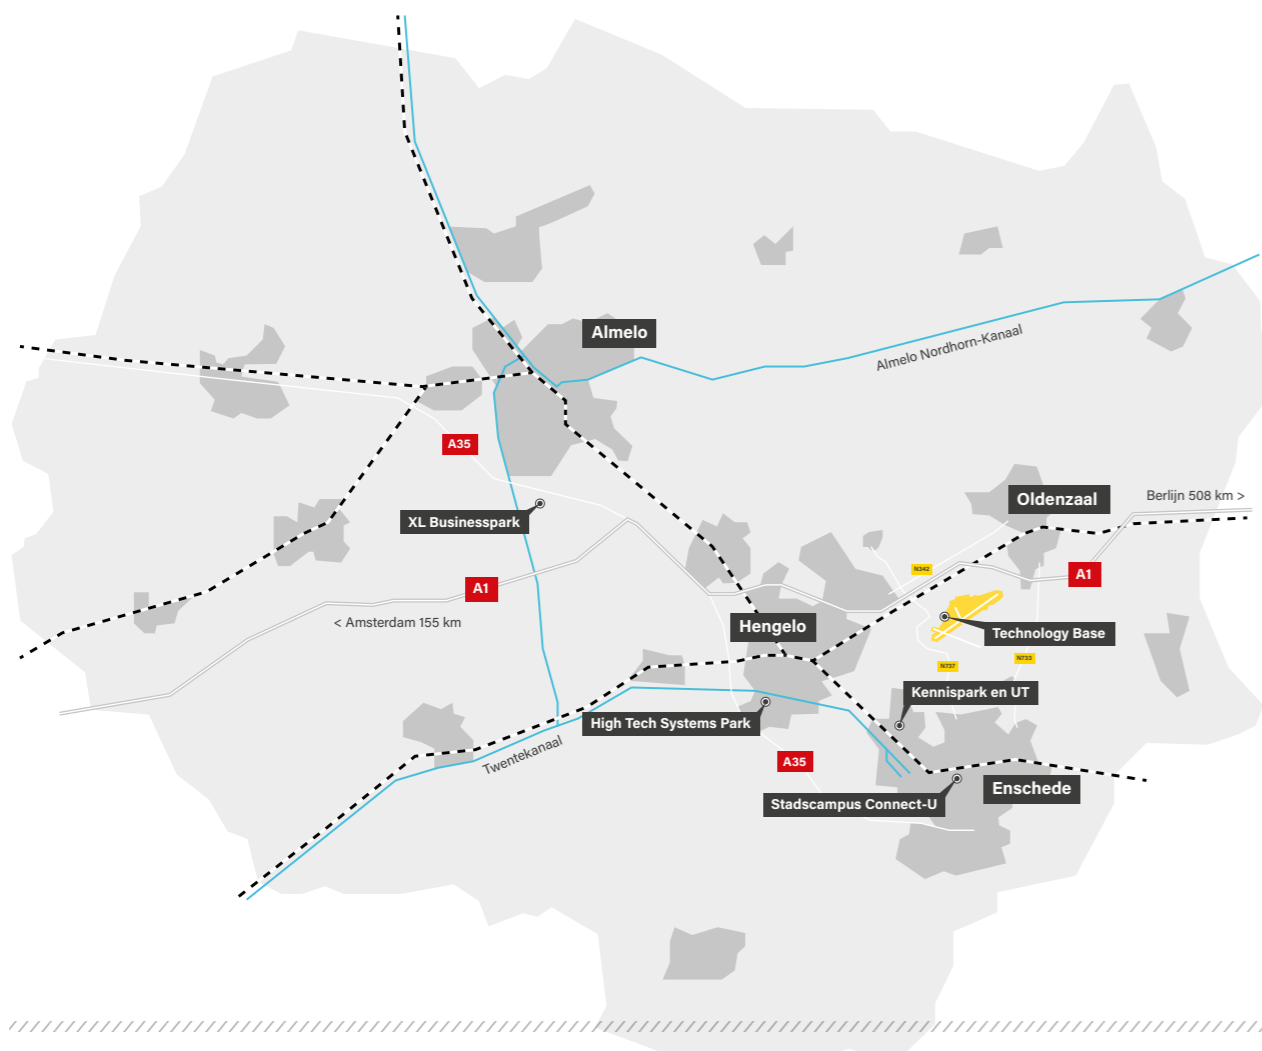 Almelo
Almelo Nordhorn-Kanaal
A35
Oldenzaal
Berlijn 508 km >
XL Businesspark
N342
A1
A1
< Amsterdam 155 km
Hengelo
Technology Base
N737
N733
Kennispark en UT
High Tech Systems Park
Twentekanaal
A35
Enschede
Stadscampus Connect-U